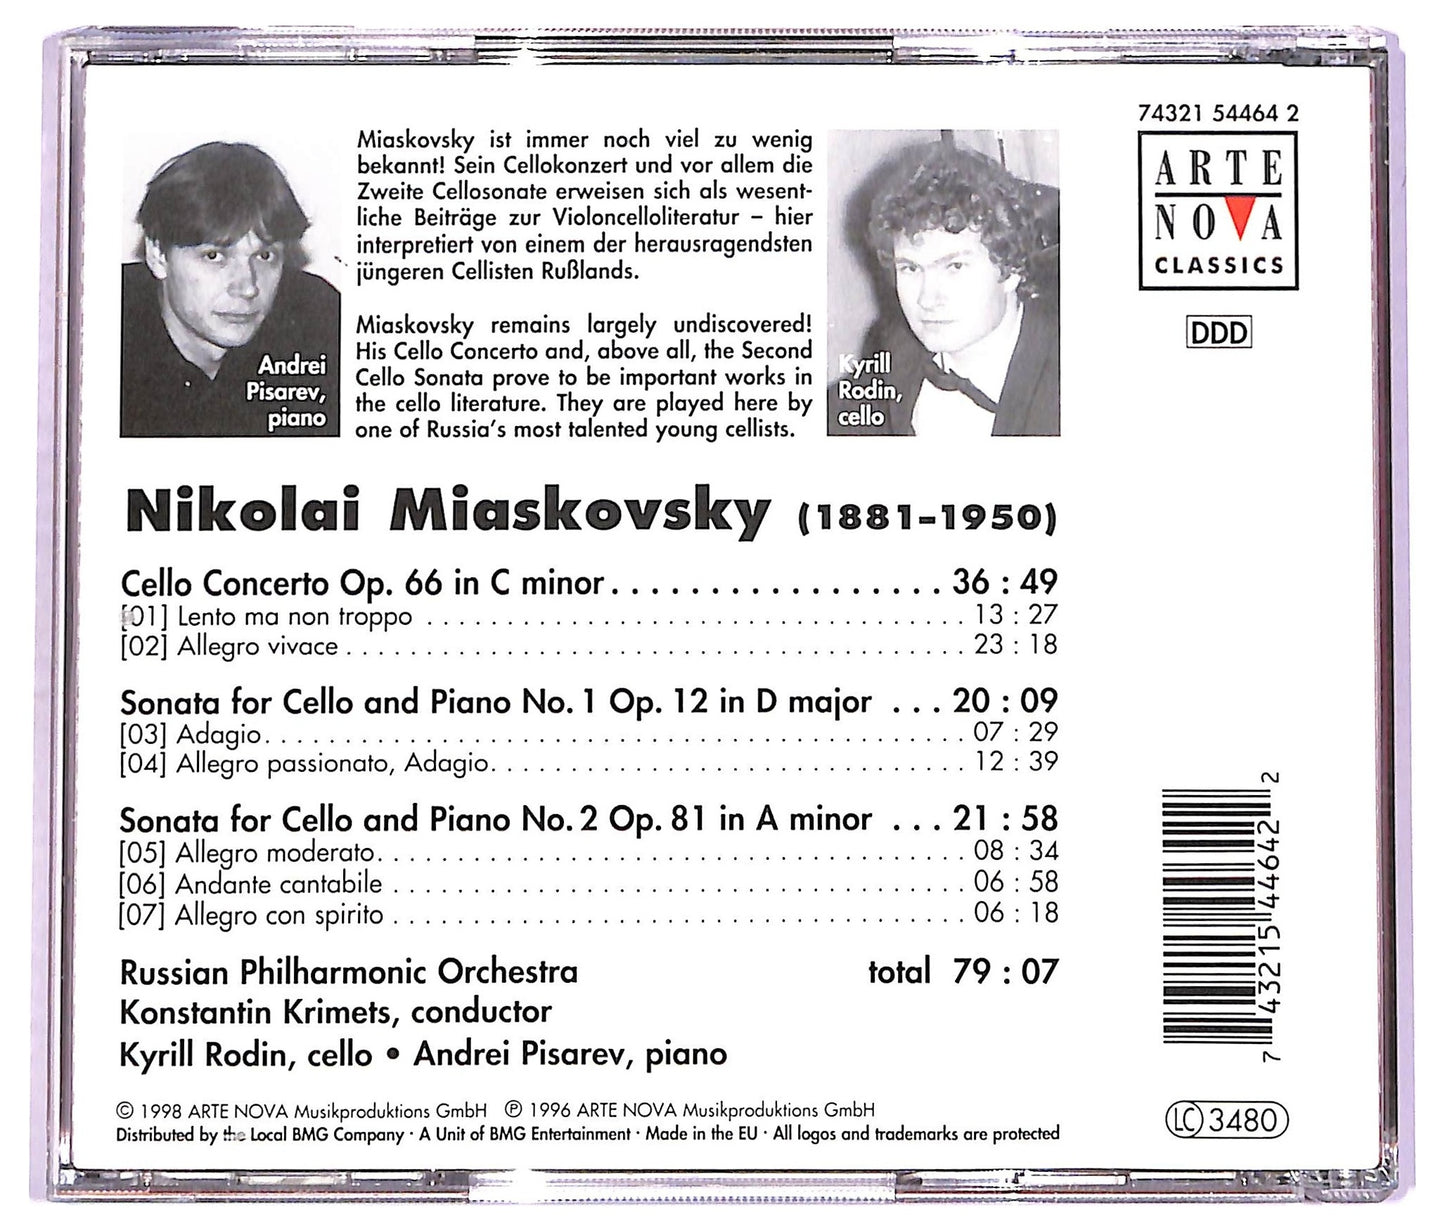 74321 54464 2
ARTE
NOVA
CLASSICS
DDD
Miaskovsky ist immer noch viel zu wenig
bekannt! Sein Cellokonzert und vor allem die
Zweite Cellosonate erweisen sich als wesent-
liche Beiträge zur Violoncelloliteratur – hier
interpretiert von einem der herausragendsten
jüngeren Cellisten Rußlands.
Miaskovsky remains largely undiscovered!
His Cello Concerto and, above all, the Second
Cello Sonata prove to be important works in
the cello literature. They are played here by
one of Russia's most talented young cellists.
Andrei
Pisarev,
piano
Kyrill
Rodin,
cello
Nikolai Miaskovsky (1881–1950)
Cello Concerto Op. 66 in C minor . . . . . . . . . . . . . . . . . 36 : 49
[01] Lento ma non troppo . . . . . . . . . . . . . . . . . . . . . . . . . . . . . . . . . . 13 : 27
[02] Allegro vivace . . . . . . . . . . . . . . . . . . . . . . . . . . . . . . . . . . . . . . . 23 : 18
Sonata for Cello and Piano No. 1 Op. 12 in D major . . . 20 : 09
[03] Adagio. . . . . . . . . . . . . . . . . . . . . . . . . . . . . . . . . . . . . . . . . . . . 07 : 29
[04] Allegro passionato, Adagio. . . . . . . . . . . . . . . . . . . . . . . . . . . . . . 12 : 39
Sonata for Cello and Piano No. 2 Op. 81 in A minor . . . 21 : 58
[05] Allegro moderato. . . . . . . . . . . . . . . . . . . . . . . . . . . . . . . . . . . . . 08 : 34
[06] Andante cantabile . . . . . . . . . . . . . . . . . . . . . . . . . . . . . . . . . . . . 06 : 58
[07] Allegro con spirito . . . . . . . . . . . . . . . . . . . . . . . . . . . . . . . . . . . . 06 : 18
Russian Philharmonic Orchestra total 79 : 07
Konstantin Krimets, conductor
Kyrill Rodin, cello • Andrei Pisarev, piano
© 1998 ARTE NOVA Musikproduktions GmbH ℗ 1996 ARTE NOVA Musikproduktions GmbH
Distributed by the Local BMG Company · A Unit of BMG Entertainment · Made in the EU · All logos and trademarks are protected
7 43215 44642 2
LC 3480